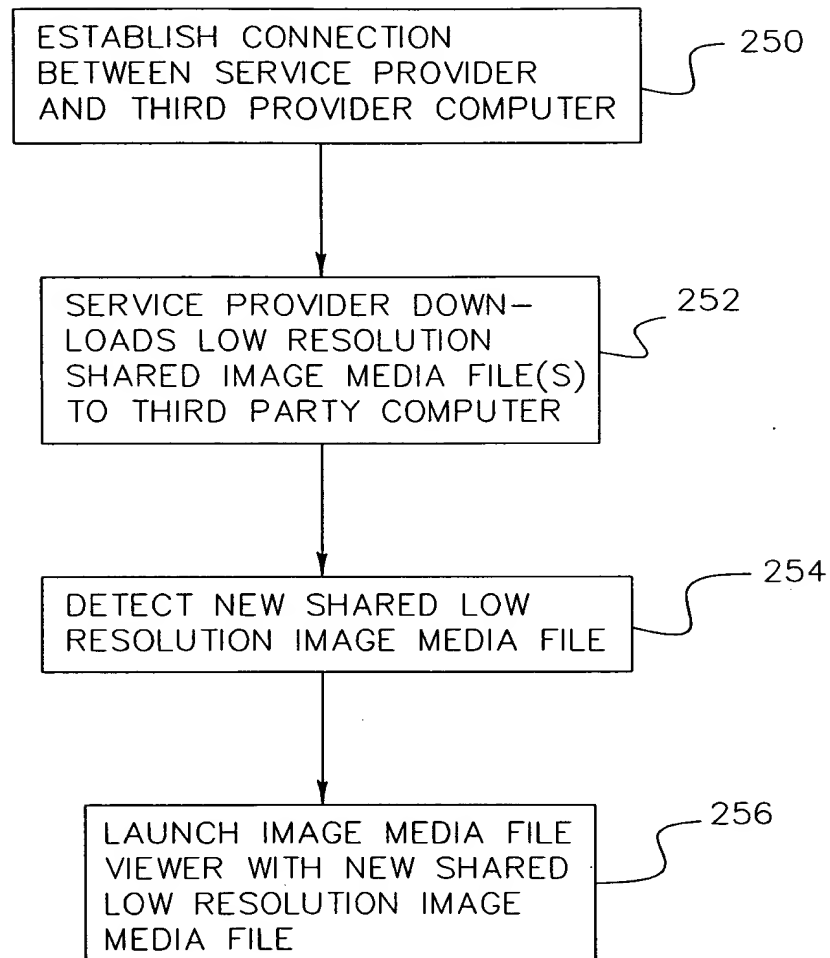 ESTABLISH CONNECTION
BETWEEN SERVICE PROVIDER
AND THIRD PROVIDER COMPUTER
250
SERVICE PROVIDER DOWN-
LOADS LOW RESOLUTION
SHARED IMAGE MEDIA FILE(S)
TO THIRD PARTY COMPUTER
252
DETECT NEW SHARED LOW
RESOLUTION IMAGE MEDIA FILE
254
LAUNCH IMAGE MEDIA FILE
VIEWER WITH NEW SHARED
LOW RESOLUTION IMAGE
MEDIA FILE
256